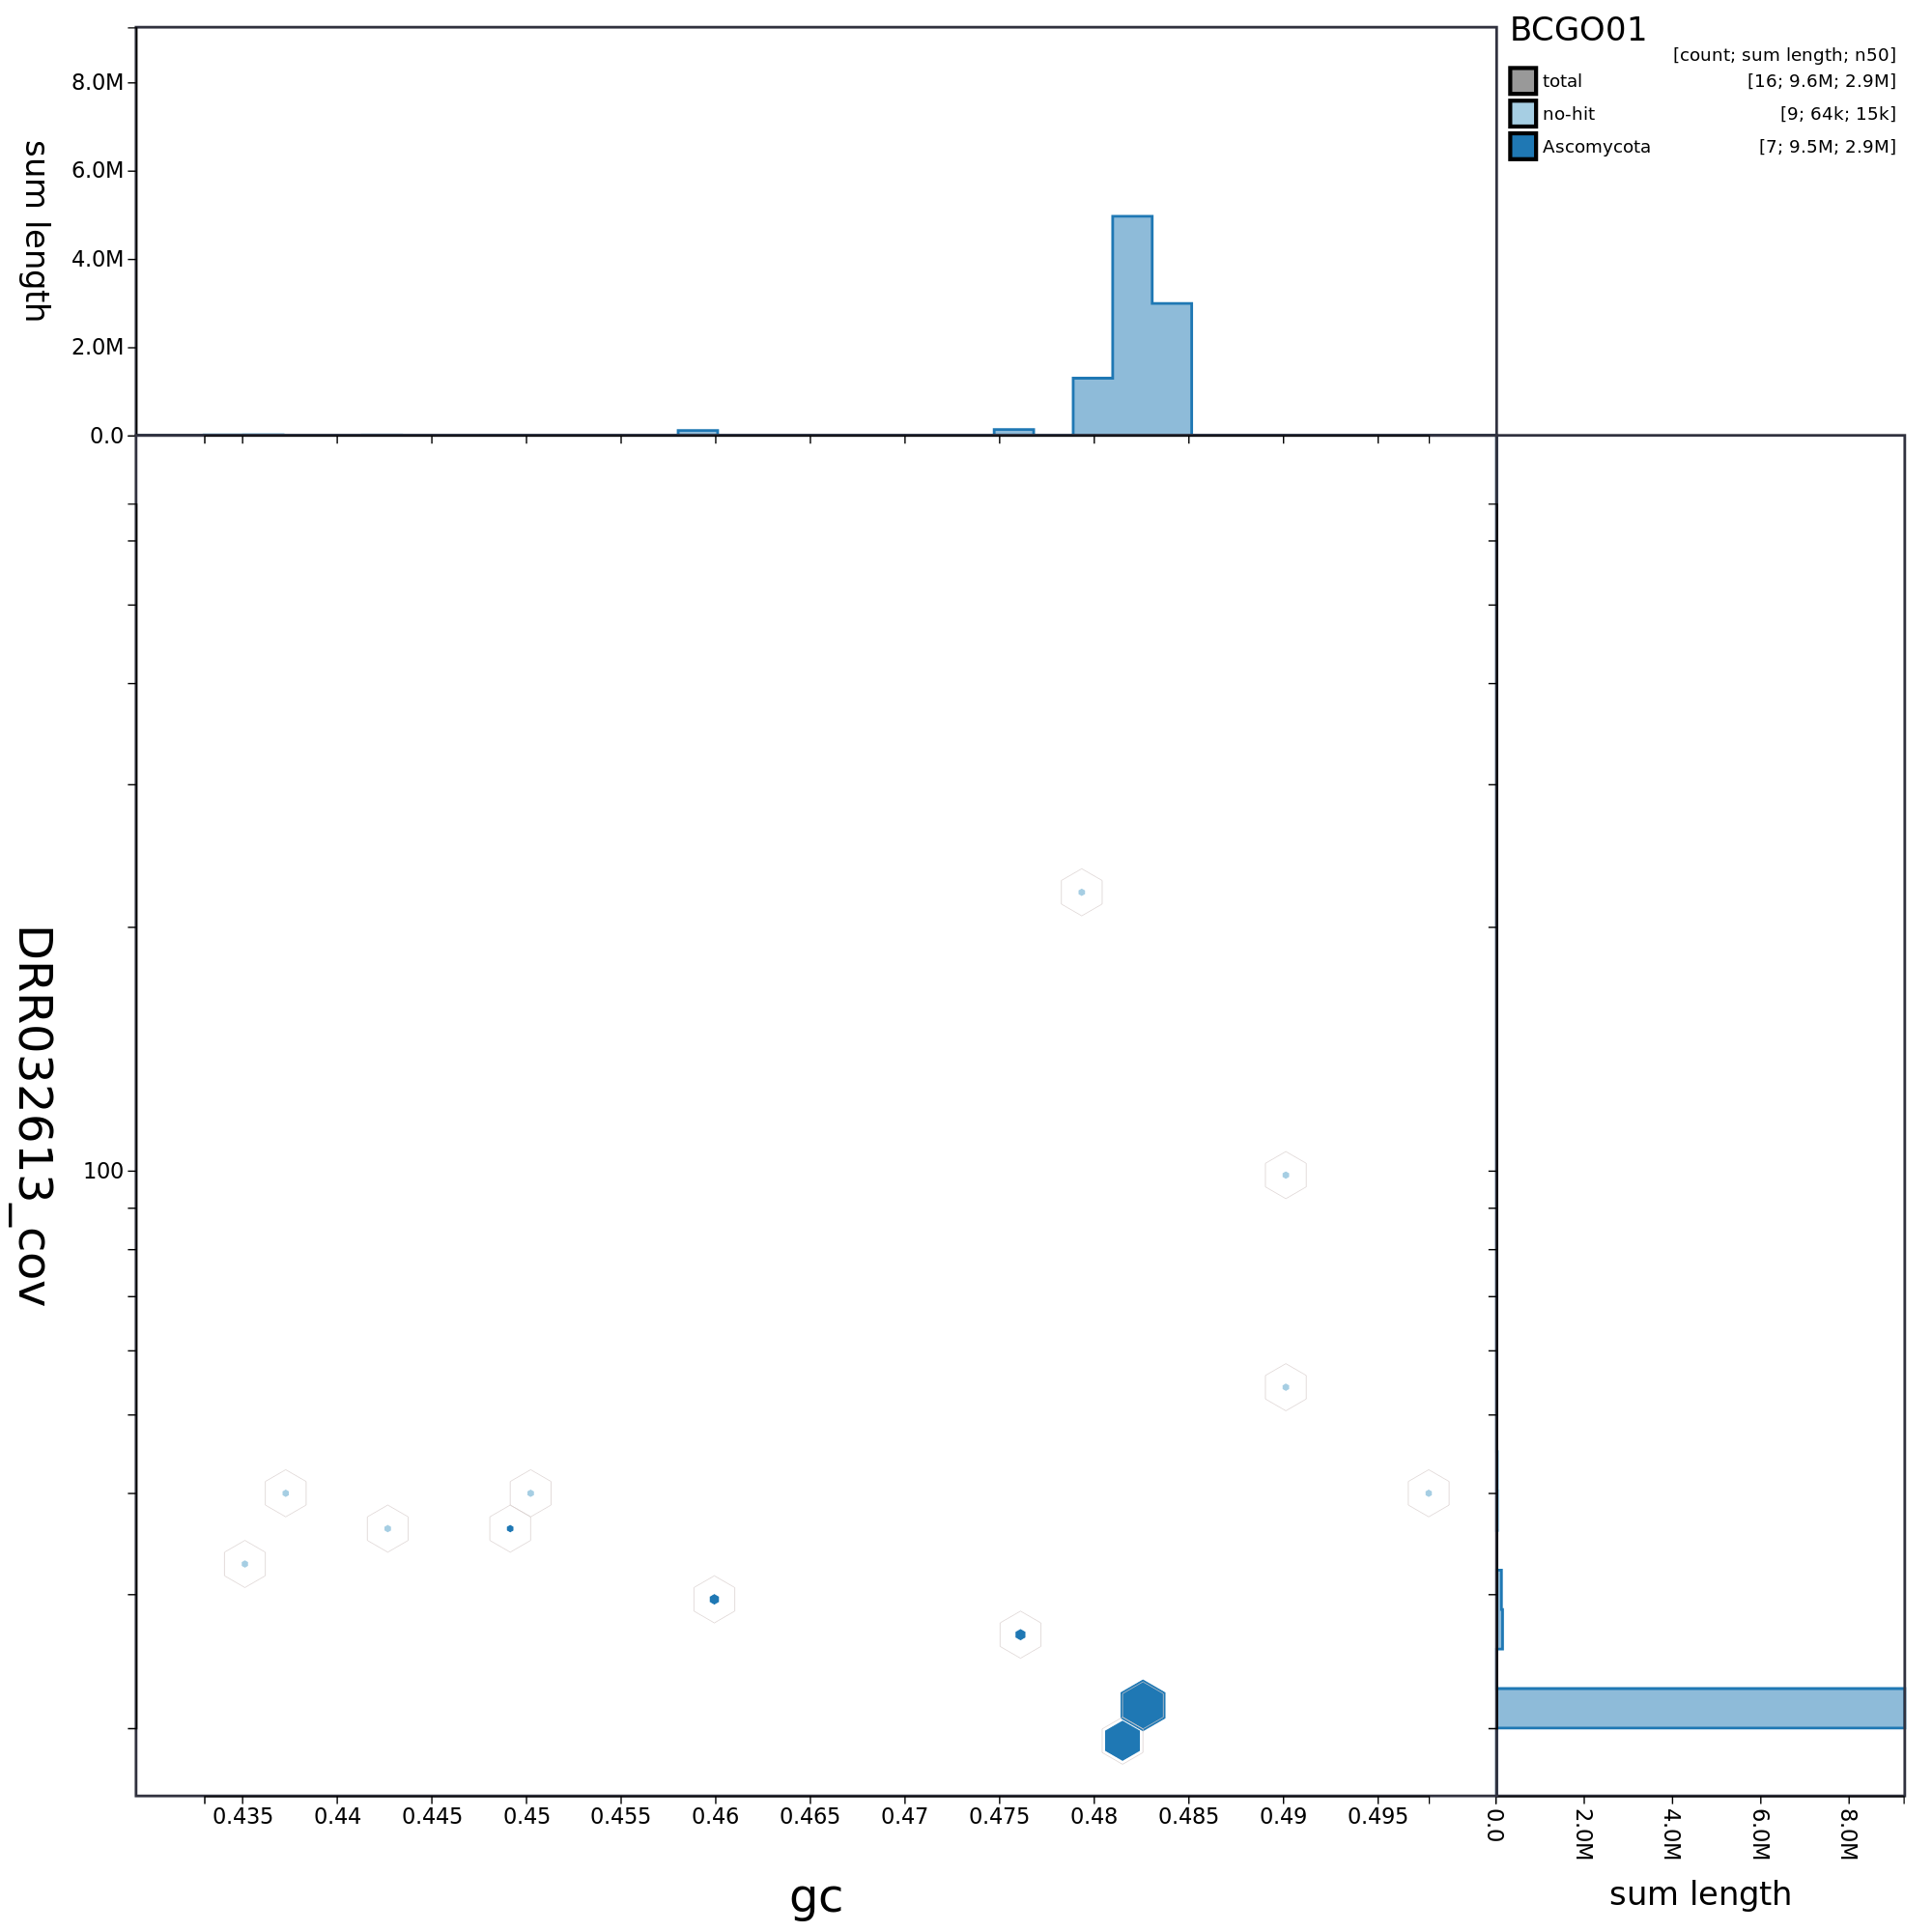 BCGO01
[count; sum length; n50]
total [16; 9.6M; 2.9M]
no-hit [9; 64k; 15k]
Ascomycota [7; 9.5M; 2.9M]
sum length
8.0M
6.0M
4.0M
2.0M
0.0
DRR032613_cov
100
0.435 0.44 0.445 0.45 0.455 0.46 0.465 0.47 0.475 0.48 0.485 0.49 0.495
gc
0.0 2.0M 4.0M 6.0M 8.0M
sum length